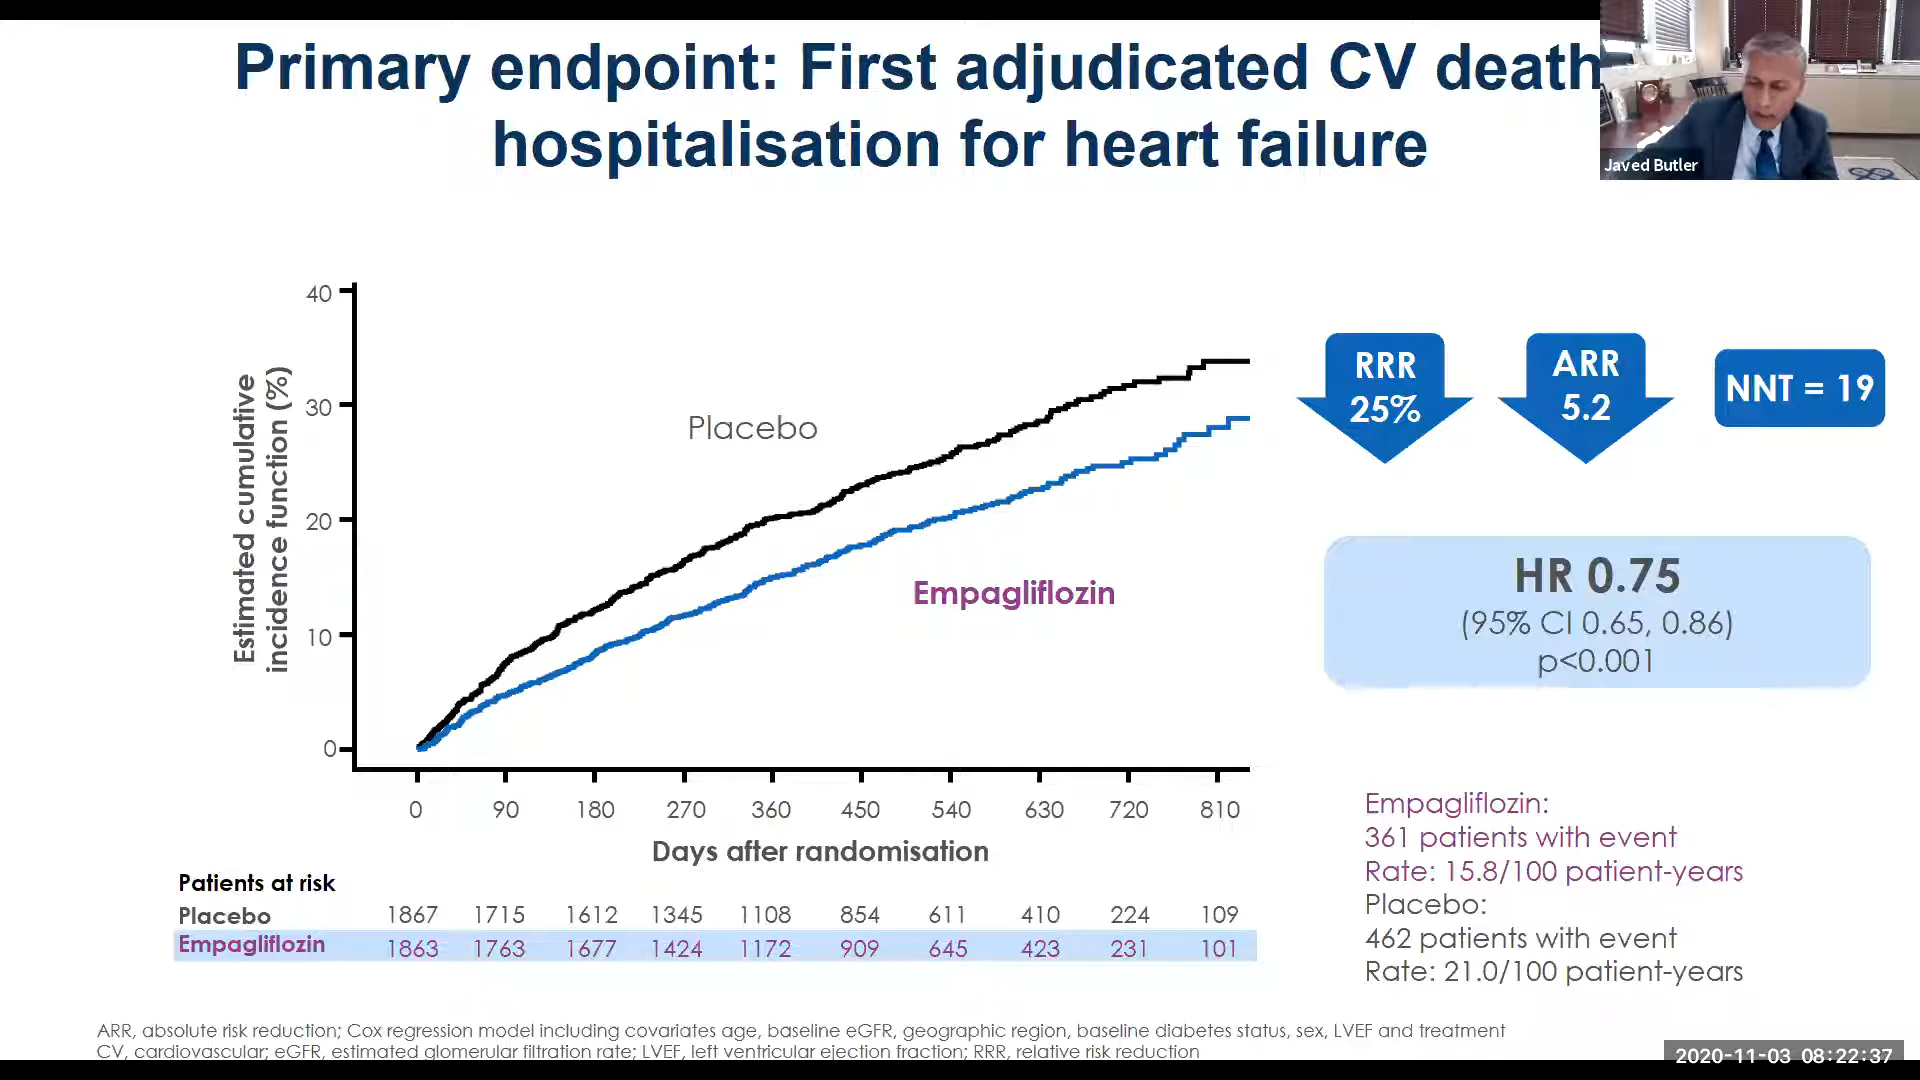 Primary endpoint: First adjudicated CV death
hospitalisation for heart failure
Javed Butler
Estimated cumulative
incidence function (%)
40
30
20
10
0
Placebo
Empagliflozin
0 90 180 270 360 450 540 630 720 810
Days after randomisation
RRR
25%
ARR
5.2
NNT = 19
HR 0.75
(95% CI 0.65, 0.86)
p<0.001
Empagliflozin:
361 patients with event
Rate: 15.8/100 patient-years
Placebo:
462 patients with event
Rate: 21.0/100 patient-years
Patients at risk
Placebo 1867 1715 1612 1345 1108 854 611 410 224 109
Empagliflozin 1863 1763 1677 1424 1172 909 645 423 231 101
ARR, absolute risk reduction; Cox regression model including covariates age, baseline eGFR, geographic region, baseline diabetes status, sex, LVEF and treatment
CV, cardiovascular; eGFR, estimated glomerular filtration rate; LVEF, left ventricular ejection fraction; RRR, relative risk reduction
2020-11-03 08:22:37